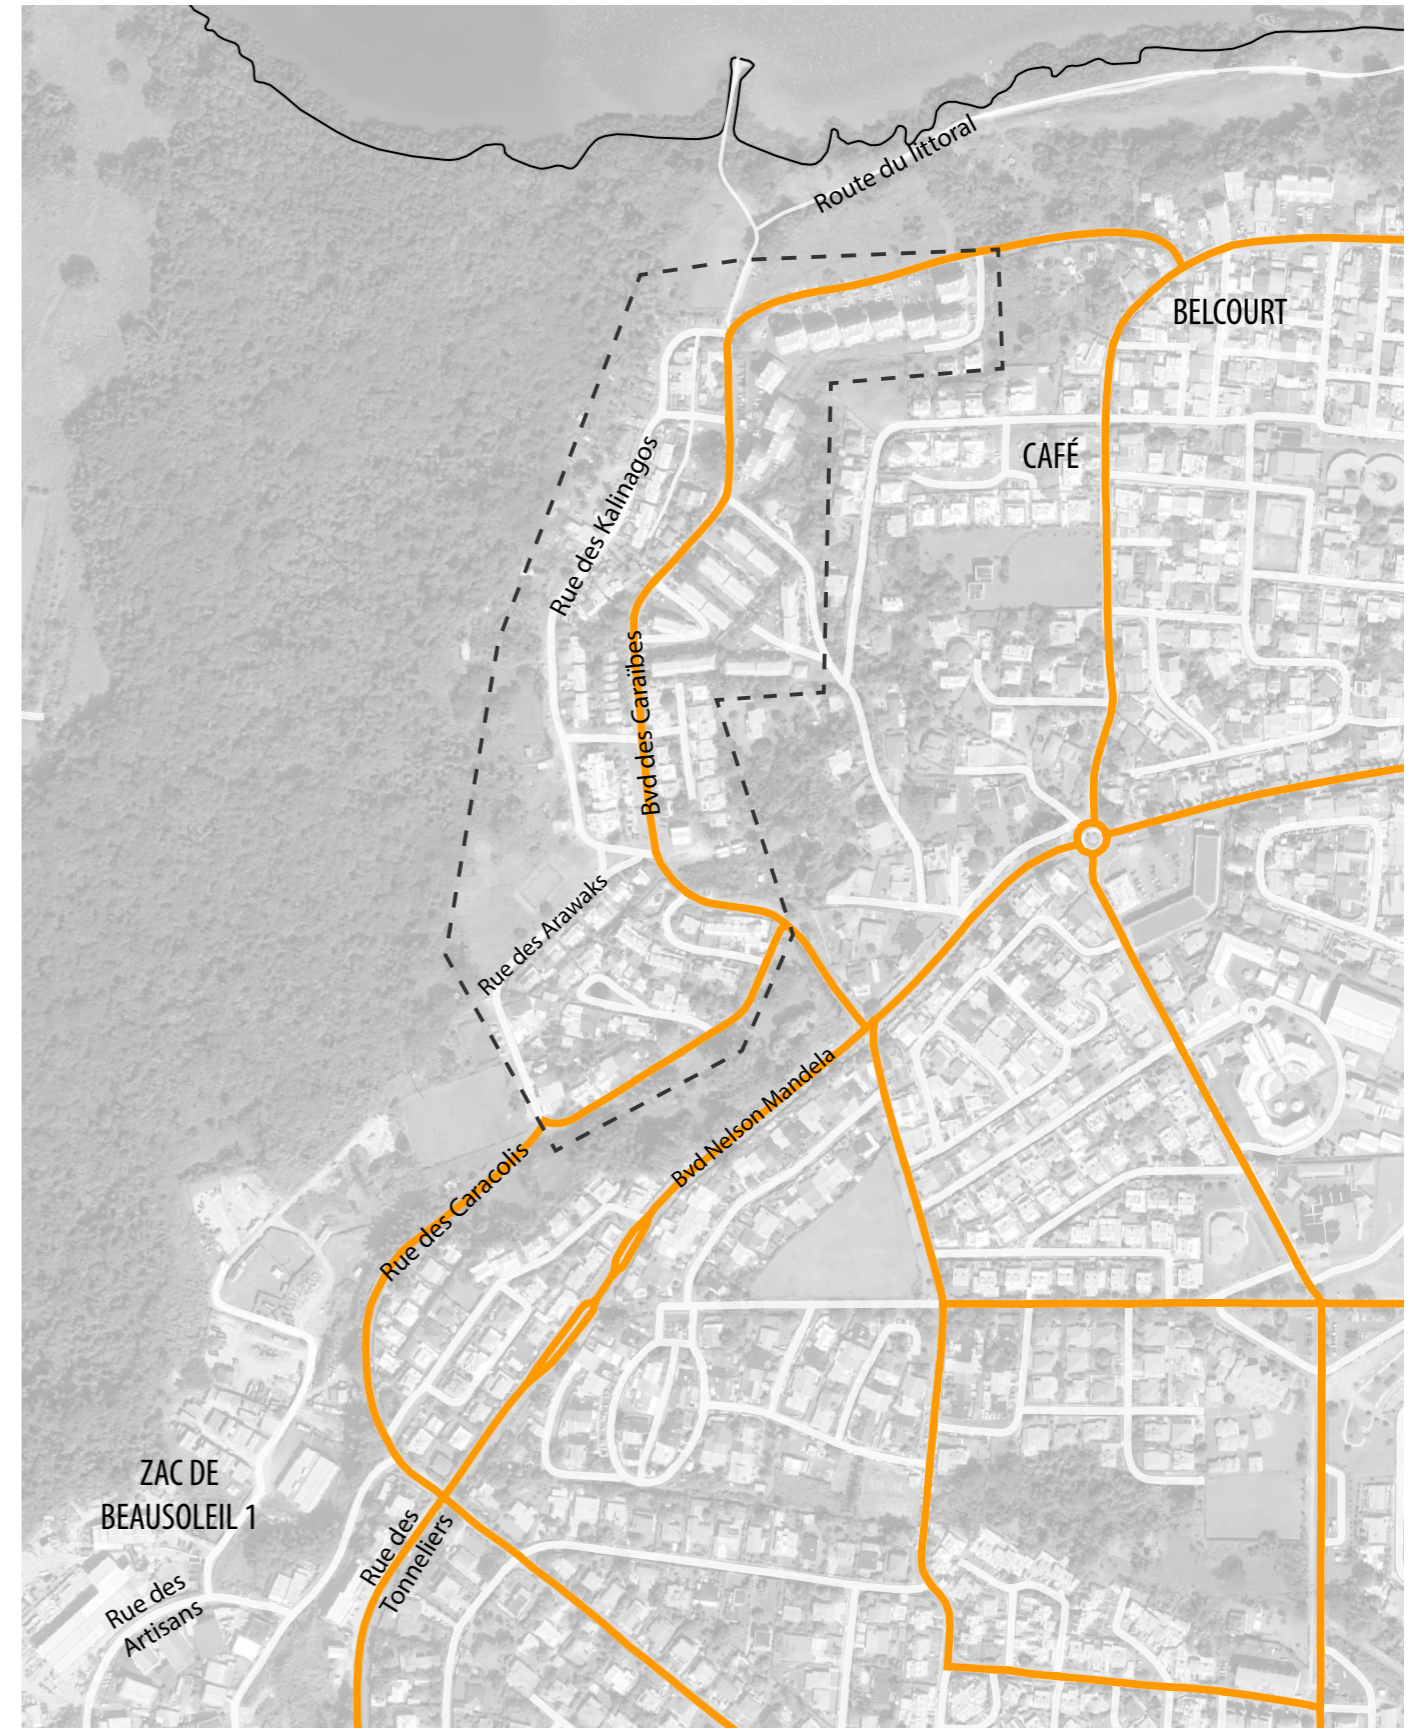 Route du littoral
BELCOURT
CAFÉ
Rue des Kalinagos
Bvd des Caraïbes
Rue des Arawaks
Bvd Nelson Mandela
Rue des Caracolis
ZAC DE
BEAUSOLEIL 1
Rue des
Tonneliers
Rue des
Artisans